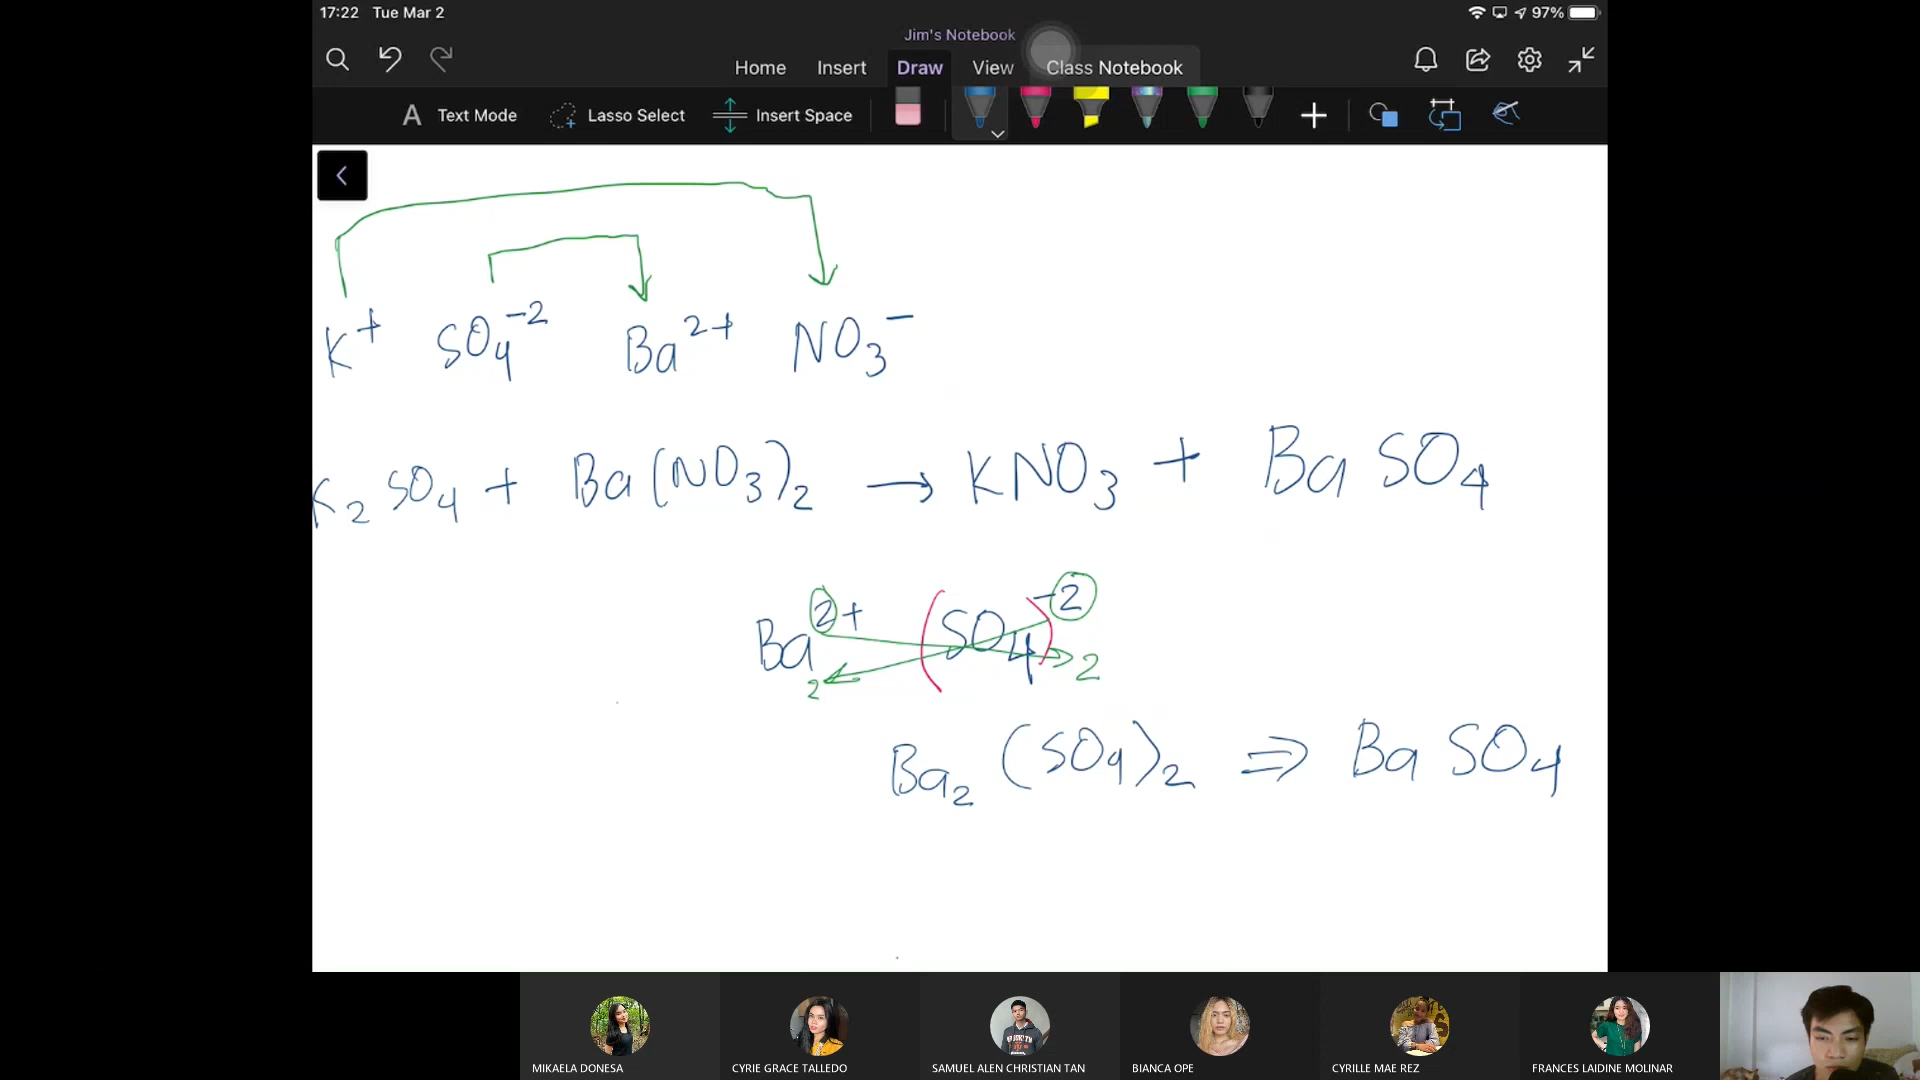 17:22 Tue Mar 2 97%
Jim's Notebook
Home Insert Draw View Class Notebook
A Text Mode Lasso Select Insert Space
K⁺ SO₄⁻² Ba²⁺ NO₃⁻
K₂SO₄ + Ba(NO₃)₂ → KNO₃ + BaSO₄
Ba²⁺ (SO₄)⁻²
2 2
Ba₂(SO₄)₂ ⇒ BaSO₄
MIKAELA DONESA CYRIE GRACE TALLEDO SAMUEL ALEN CHRISTIAN TAN BIANCA OPE CYRILLE MAE REZ FRANCES LAIDINE MOLINAR